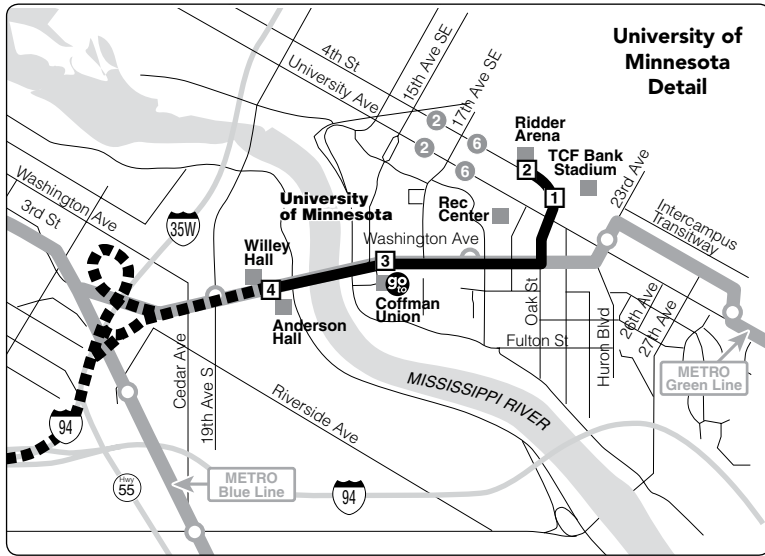 University of
Minnesota
Detail
4th St
University Ave
15th Ave SE
17th Ave SE
2
2
6
6
Ridder
Arena
2
TCF Bank
Stadium
1
23rd Ave
Intercampus
Transitway
Washington Ave
3rd St
35W
University
of Minnesota
Rec
Center
Washington Ave
Willey
Hall
3
4
go
to
Coffman
Union
Anderson
Hall
Oak St
Fulton St
Huron Blvd
26th Ave
27th Ave
METRO
Green Line
MISSISSIPPI RIVER
Cedar Ave
19th Ave S
Riverside Ave
94
Hwy
55
METRO
Blue Line
94